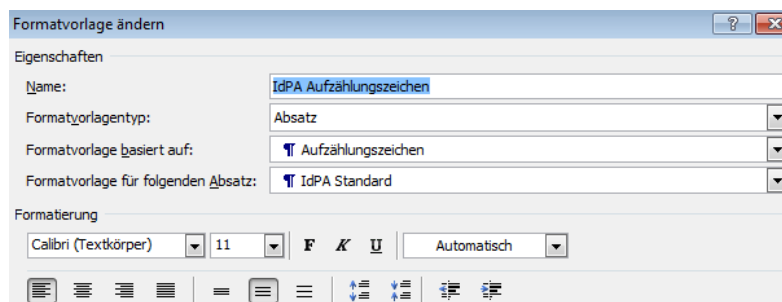 Formatvorlage ändern
Eigenschaften
Name: IdPA Aufzählungszeichen
Formatvorlagentyp: Absatz
Formatvorlage basiert auf: ¶ Aufzählungszeichen
Formatvorlage für folgenden Absatz: ¶ IdPA Standard
Formatierung
Calibri (Textkörper) 11 F K U Automatisch